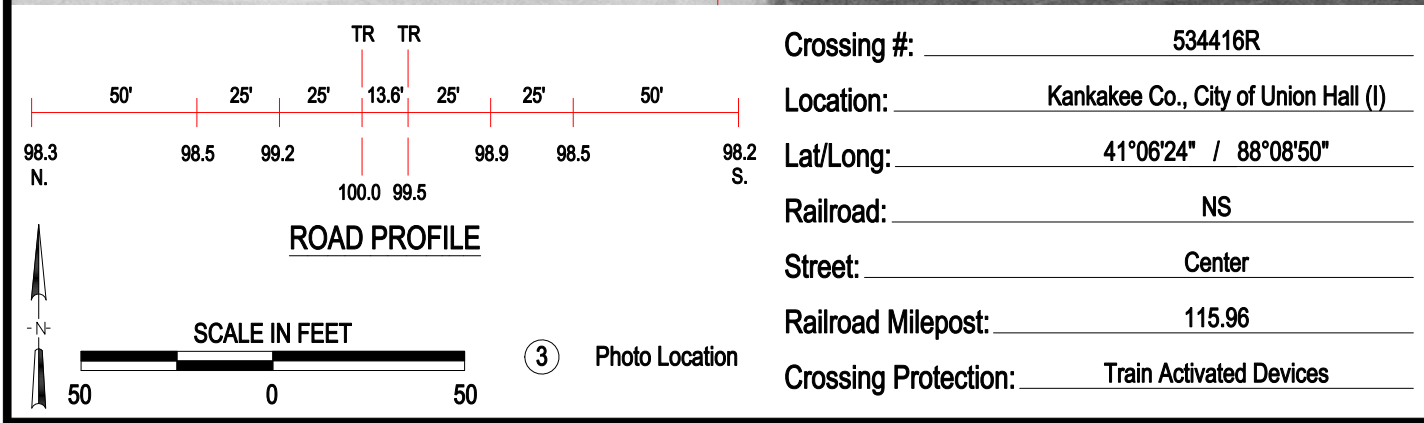 TR TR
50' 25' 25' 13.6' 25' 25' 50'
98.3 98.5 99.2 98.9 98.5 98.2
N. S.
100.0 99.5
ROAD PROFILE
-N-
SCALE IN FEET
50 0 50
3 Photo Location
Crossing #: 534416R
Location: Kankakee Co., City of Union Hall (I)
Lat/Long: 41°06'24" / 88°08'50"
Railroad: NS
Street: Center
Railroad Milepost: 115.96
Crossing Protection: Train Activated Devices